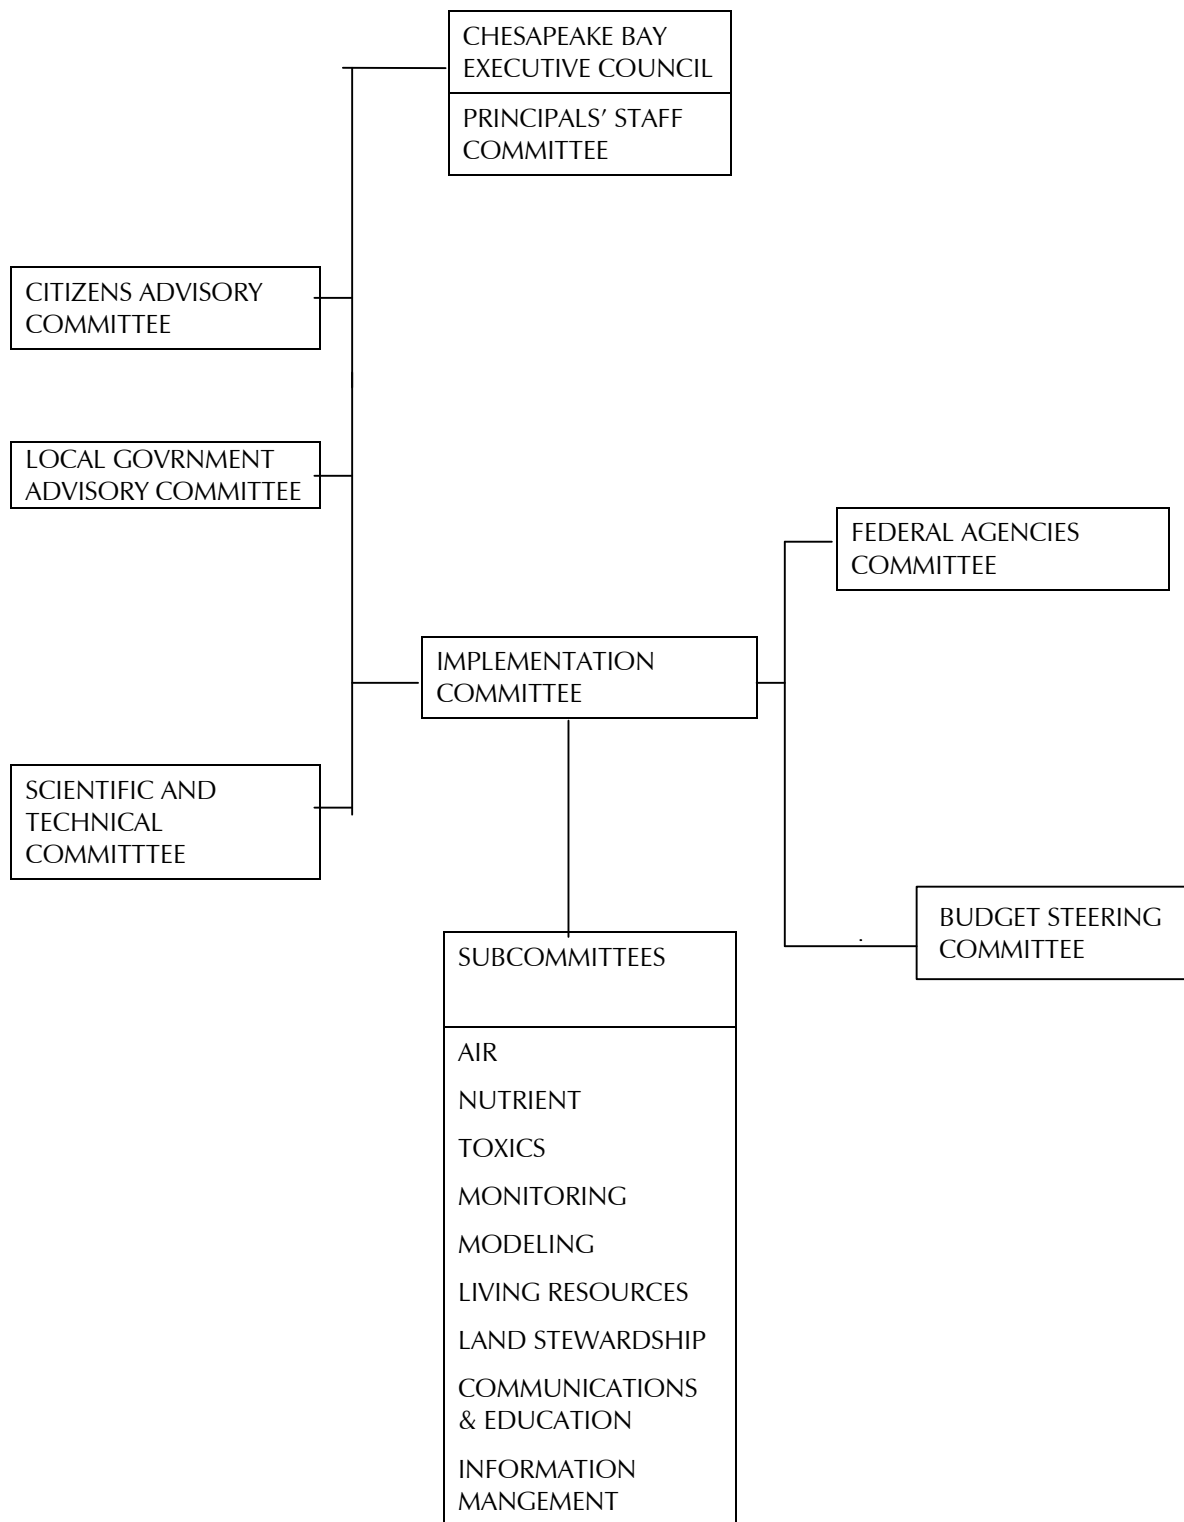 CHESAPEAKE BAY
EXECUTIVE COUNCIL
PRINCIPALS’ STAFF
COMMITTEE
CITIZENS ADVISORY
COMMITTEE
LOCAL GOVRNMENT
ADVISORY COMMITTEE
FEDERAL AGENCIES
COMMITTEE
IMPLEMENTATION
COMMITTEE
SCIENTIFIC AND
TECHNICAL
COMMITTTEE
BUDGET STEERING
COMMITTEE
SUBCOMMITTEES
AIR
NUTRIENT
TOXICS
MONITORING
MODELING
LIVING RESOURCES
LAND STEWARDSHIP
COMMUNICATIONS
& EDUCATION
INFORMATION
MANGEMENT